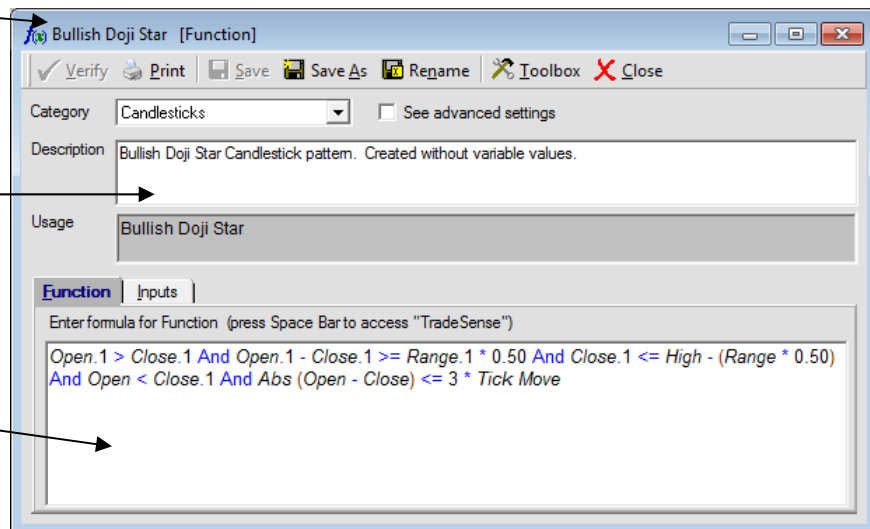 f(x) Bullish Doji Star [Function]
Verify Print Save Save As Rename Toolbox Close
Category Candlesticks See advanced settings
Description Bullish Doji Star Candlestick pattern. Created without variable values.
Usage Bullish Doji Star
Function Inputs
Enter formula for Function (press Space Bar to access "TradeSense")
Open.1 > Close.1 And Open.1 - Close.1 >= Range.1 * 0.50 And Close.1 <= High - (Range * 0.50)
And Open < Close.1 And Abs (Open - Close) <= 3 * Tick Move